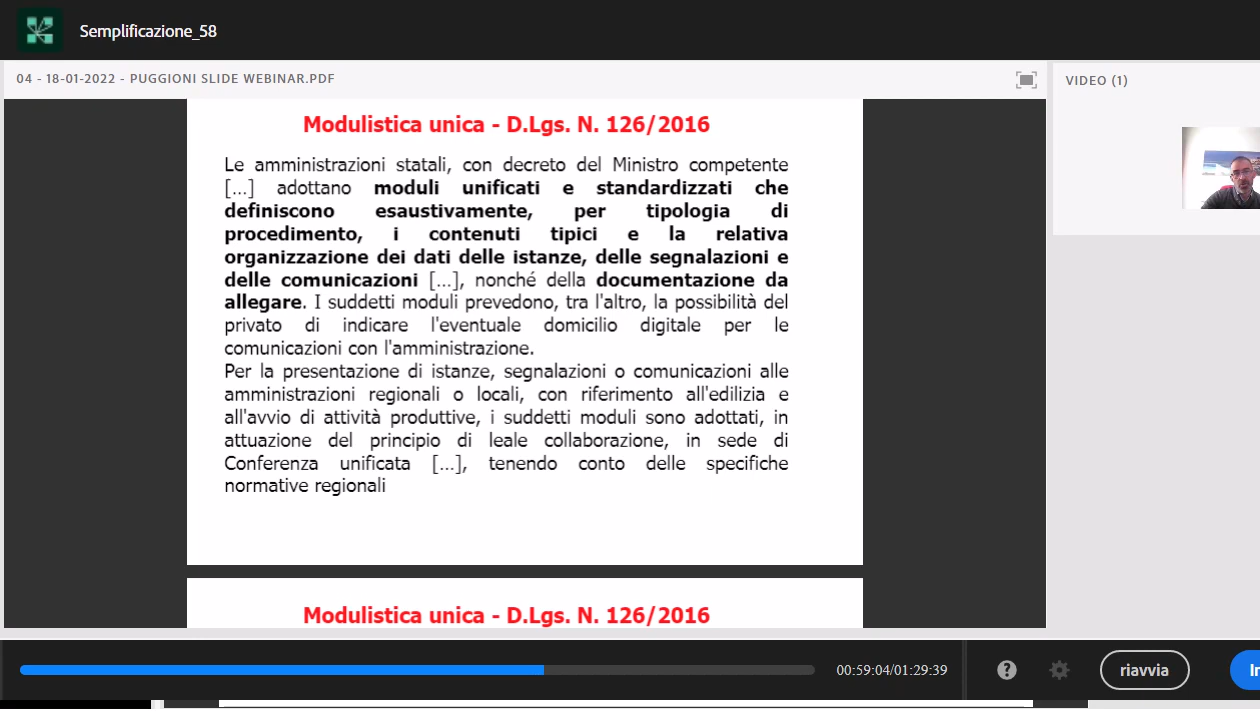 Semplificazione_58
04 - 18-01-2022 - PUGGIONI SLIDE WEBINAR.PDF
VIDEO (1)
Modulistica unica - D.Lgs. N. 126/2016
Le amministrazioni statali, con decreto del Ministro competente
[...] adottano moduli unificati e standardizzati che
definiscono esaustivamente, per tipologia di
procedimento, i contenuti tipici e la relativa
organizzazione dei dati delle istanze, delle segnalazioni e
delle comunicazioni [...], nonché della documentazione da
allegare. I suddetti moduli prevedono, tra l'altro, la possibilità del
privato di indicare l'eventuale domicilio digitale per le
comunicazioni con l'amministrazione.
Per la presentazione di istanze, segnalazioni o comunicazioni alle
amministrazioni regionali o locali, con riferimento all'edilizia e
all'avvio di attività produttive, i suddetti moduli sono adottati, in
attuazione del principio di leale collaborazione, in sede di
Conferenza unificata [...], tenendo conto delle specifiche
normative regionali
Modulistica unica - D.Lgs. N. 126/2016
00:59:04/01:29:39
riavvia